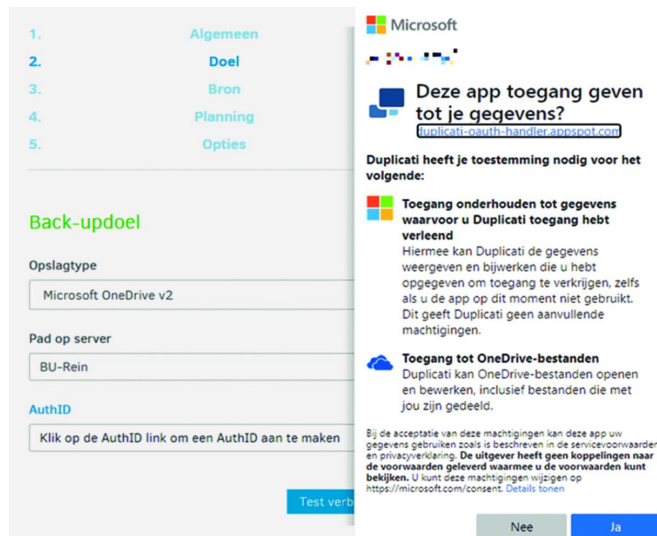 1. Algemeen
2. Doel
3. Bron
4. Planning
5. Opties
Back-updoel
Opslagtype
Microsoft OneDrive v2
Pad op server
BU-Rein
AuthID
Klik op de AuthID link om een AuthID aan te maken
Test verb
Microsoft
Deze app toegang geven
tot je gegevens?
duplicati-oauth-handler.appspot.com
Duplicati heeft je toestemming nodig voor het
volgende:
Toegang onderhouden tot gegevens
waarvoor u Duplicati toegang hebt
verleend
Hiermee kan Duplicati de gegevens
weergeven en bijwerken die u hebt
opgegeven om toegang te verkrijgen, zelfs
als u de app op dit moment niet gebruikt.
Dit geeft Duplicati geen aanvullende
machtigingen.
Toegang tot OneDrive-bestanden
Duplicati kan OneDrive-bestanden openen
en bewerken, inclusief bestanden die met
jou zijn gedeeld.
Bij de acceptatie van deze machtigingen kan deze app uw
gegevens gebruiken zoals is beschreven in de servicevoorwaarden
en privacyverklaring. De uitgever heeft geen koppelingen naar
de voorwaarden geleverd waarmee u de voorwaarden kunt
bekijken. U kunt deze machtigingen wijzigen op
https://microsoft.com/consent. Details tonen
Nee
Ja